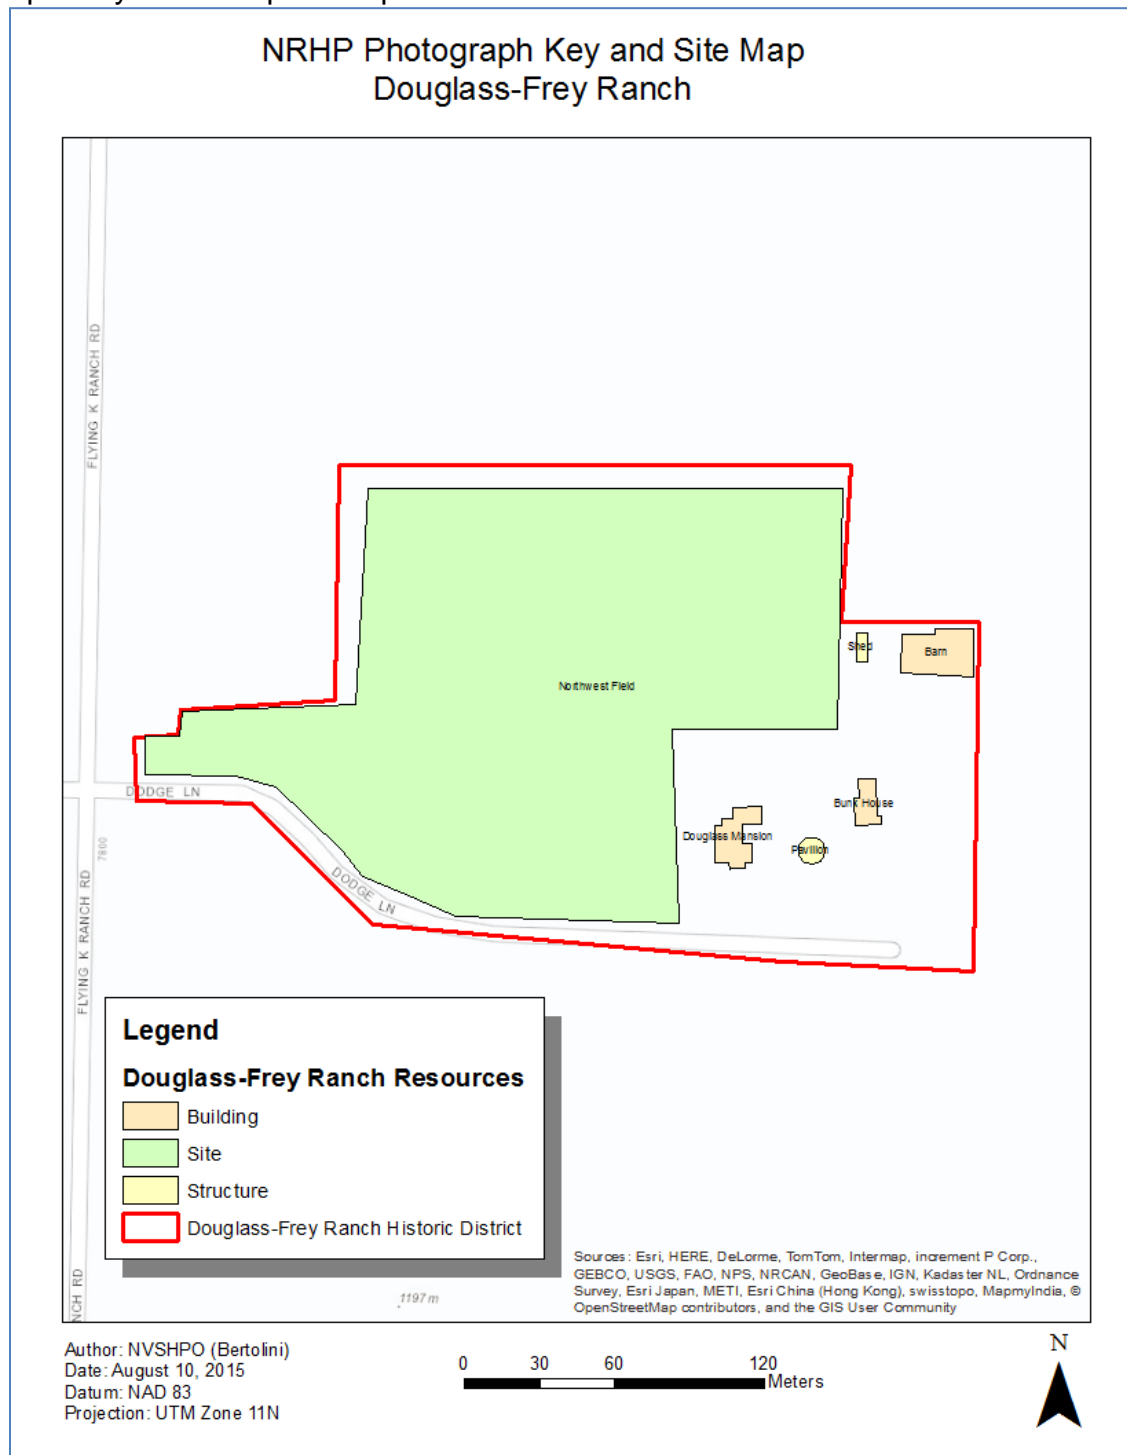 NRHP Photograph Key and Site Map
Douglass-Frey Ranch
FLYING K RANCH RD
Northwest Field
Shed
Barn
DODGE LN
Bunk House
Douglass Mansion
Pavillion
7800
DODGE LN
FLYING K RANCH RD
Legend
Douglass-Frey Ranch Resources
Building
Site
Structure
Douglass-Frey Ranch Historic District
NCH RD
1197 m
Sources: Esri, HERE, DeLorme, TomTom, Intermap, increment P Corp.,
GEBCO, USGS, FAO, NPS, NRCAN, GeoBase, IGN, Kadaster NL, Ordnance
Survey, Esri Japan, METI, Esri China (Hong Kong), swisstopo, MapmyIndia, ©
OpenStreetMap contributors, and the GIS User Community
Author: NVSHPO (Bertolini)
Date: August 10, 2015
Datum: NAD 83
Projection: UTM Zone 11N
0 30 60 120
Meters
N